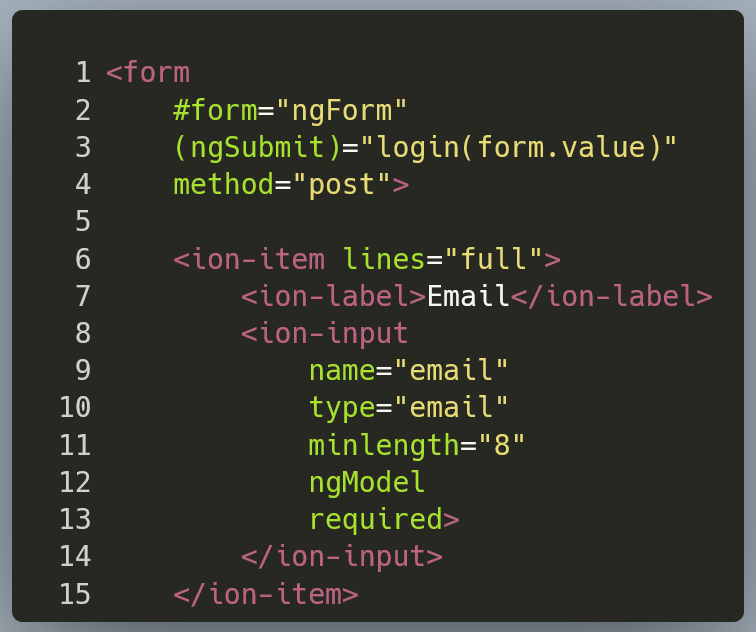 1 <form
2     #form="ngForm"
3     (ngSubmit)="login(form.value)"
4     method="post">
5
6     <ion-item lines="full">
7         <ion-label>Email</ion-label>
8         <ion-input
9             name="email"
10             type="email"
11             minlength="8"
12             ngModel
13             required>
14         </ion-input>
15     </ion-item>